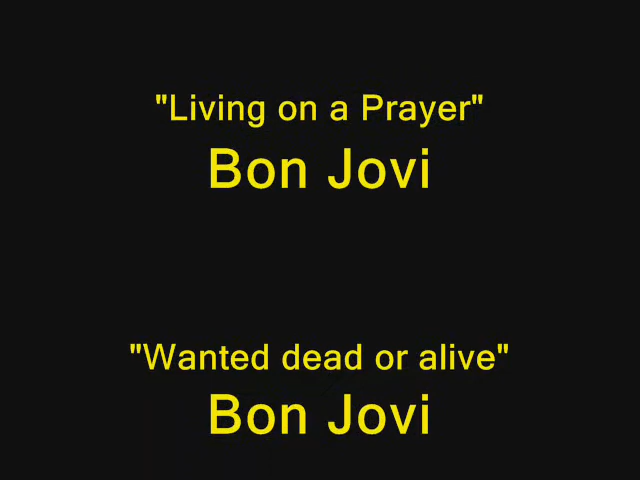 "Living on a Prayer"
Bon Jovi
"Wanted dead or alive"
Bon Jovi